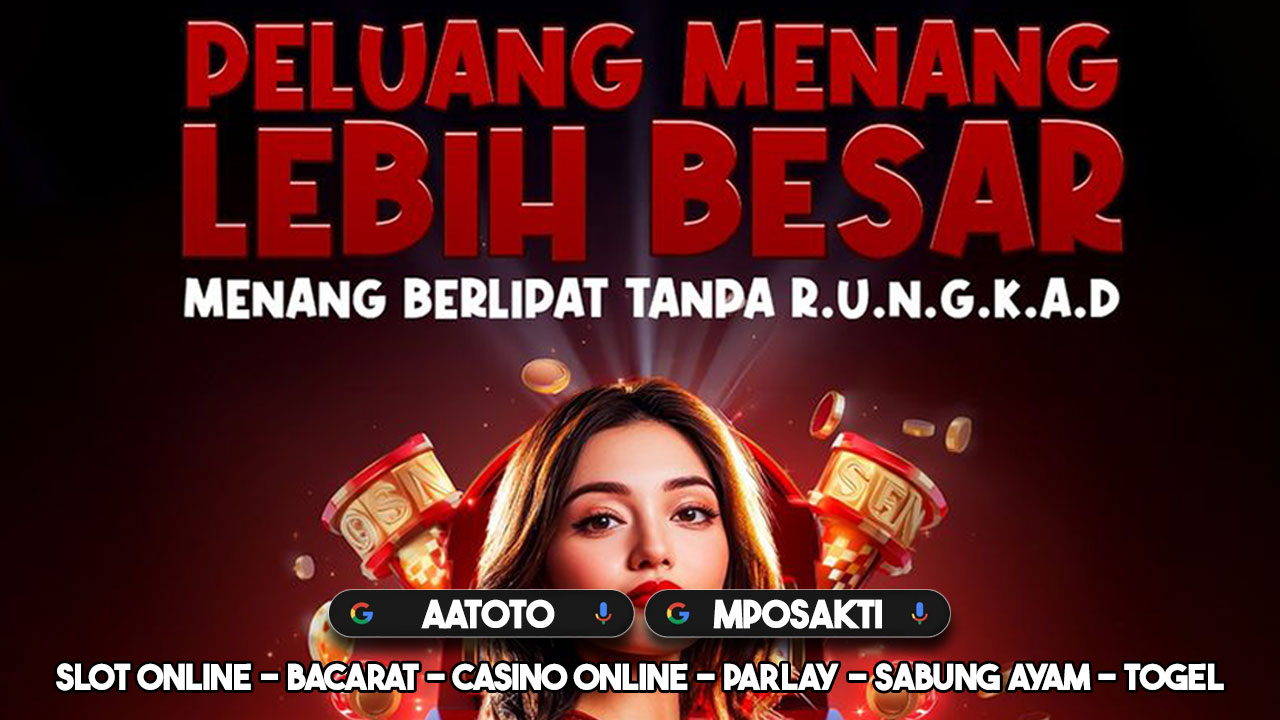 PELUANG MENANG
LEBIH BESAR
MENANG BERLIPAT TANPA R.U.N.G.K.A.D
AATOTO
MPOSAKTI
SLOT ONLINE - BACARAT - CASINO ONLINE - PARLAY - SABUNG AYAM - TOGEL